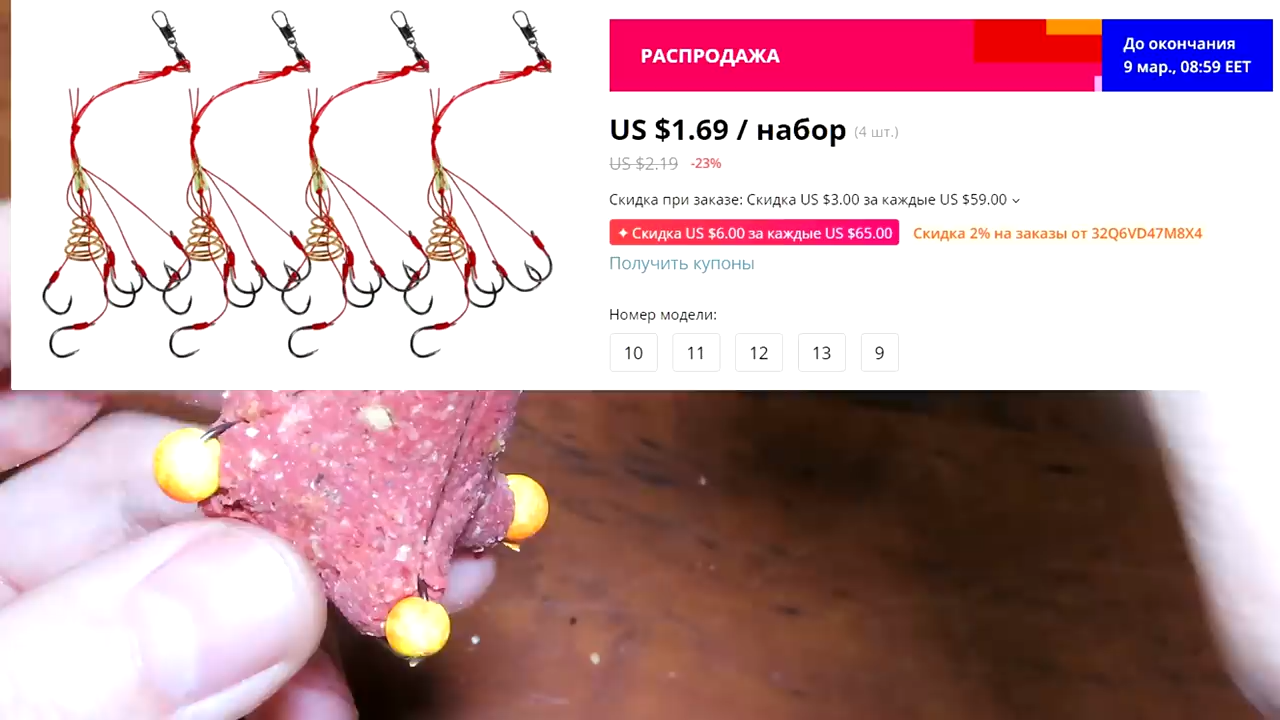 РАСПРОДАЖА
До окончания
9 мар., 08:59 EET
US $1.69 / набор (4 шт.)
US $2.19 -23%
Скидка при заказе: Скидка US $3.00 за каждые US $59.00
Скидка US $6.00 за каждые US $65.00 Скидка 2% на заказы от 32Q6VD47M8X4
Получить купоны
Номер модели:
10 11 12 13 9